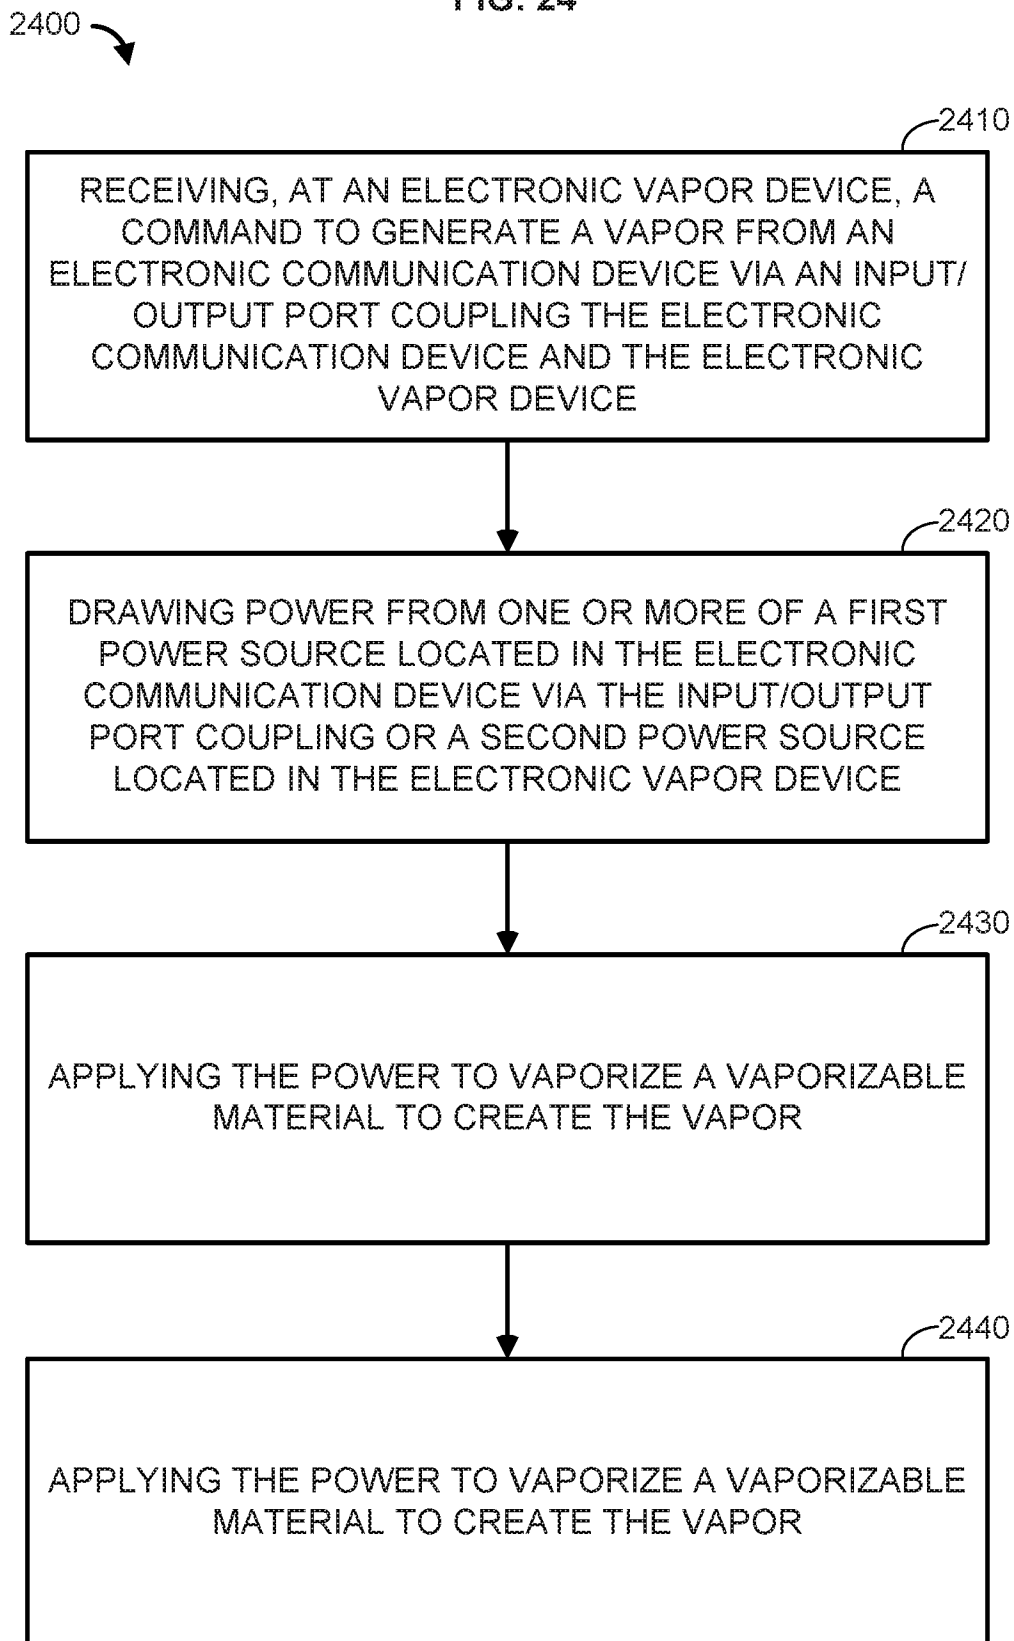 FIG. 24
2400
2410
RECEIVING, AT AN ELECTRONIC VAPOR DEVICE, A
COMMAND TO GENERATE A VAPOR FROM AN
ELECTRONIC COMMUNICATION DEVICE VIA AN INPUT/
OUTPUT PORT COUPLING THE ELECTRONIC
COMMUNICATION DEVICE AND THE ELECTRONIC
VAPOR DEVICE
2420
DRAWING POWER FROM ONE OR MORE OF A FIRST
POWER SOURCE LOCATED IN THE ELECTRONIC
COMMUNICATION DEVICE VIA THE INPUT/OUTPUT
PORT COUPLING OR A SECOND POWER SOURCE
LOCATED IN THE ELECTRONIC VAPOR DEVICE
2430
APPLYING THE POWER TO VAPORIZE A VAPORIZABLE
MATERIAL TO CREATE THE VAPOR
2440
APPLYING THE POWER TO VAPORIZE A VAPORIZABLE
MATERIAL TO CREATE THE VAPOR